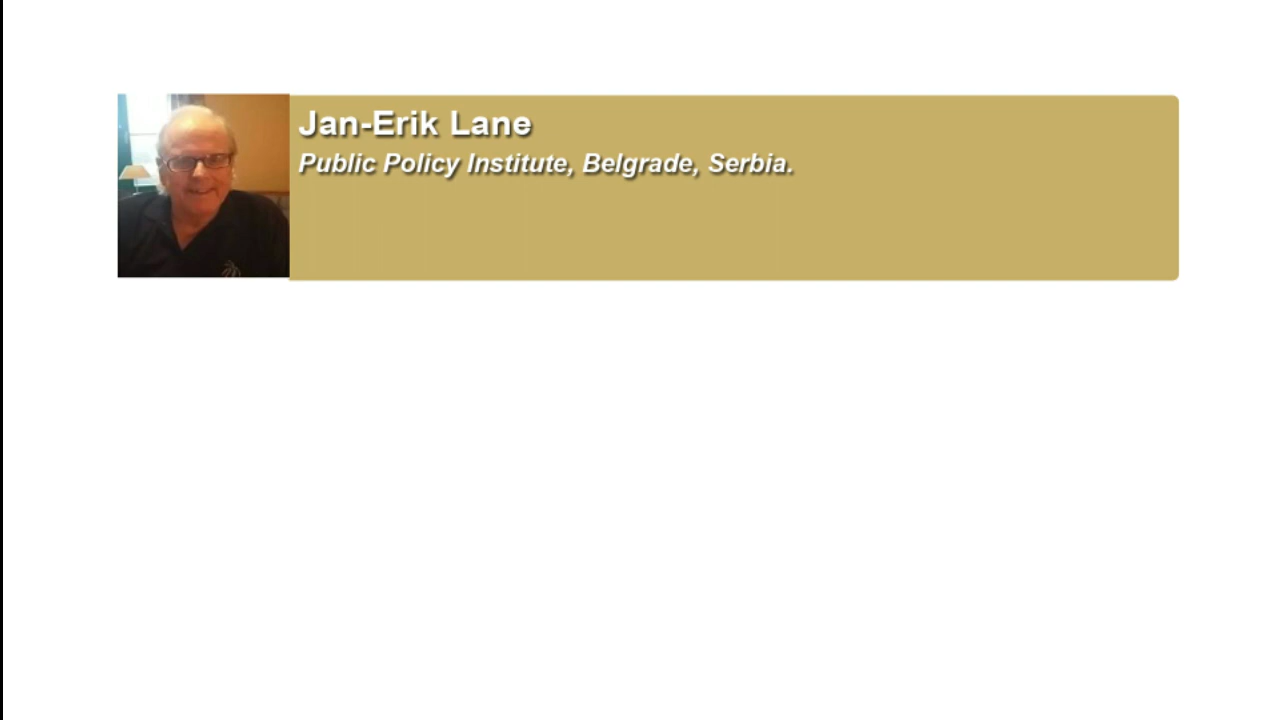 Jan-Erik Lane
Public Policy Institute, Belgrade, Serbia.